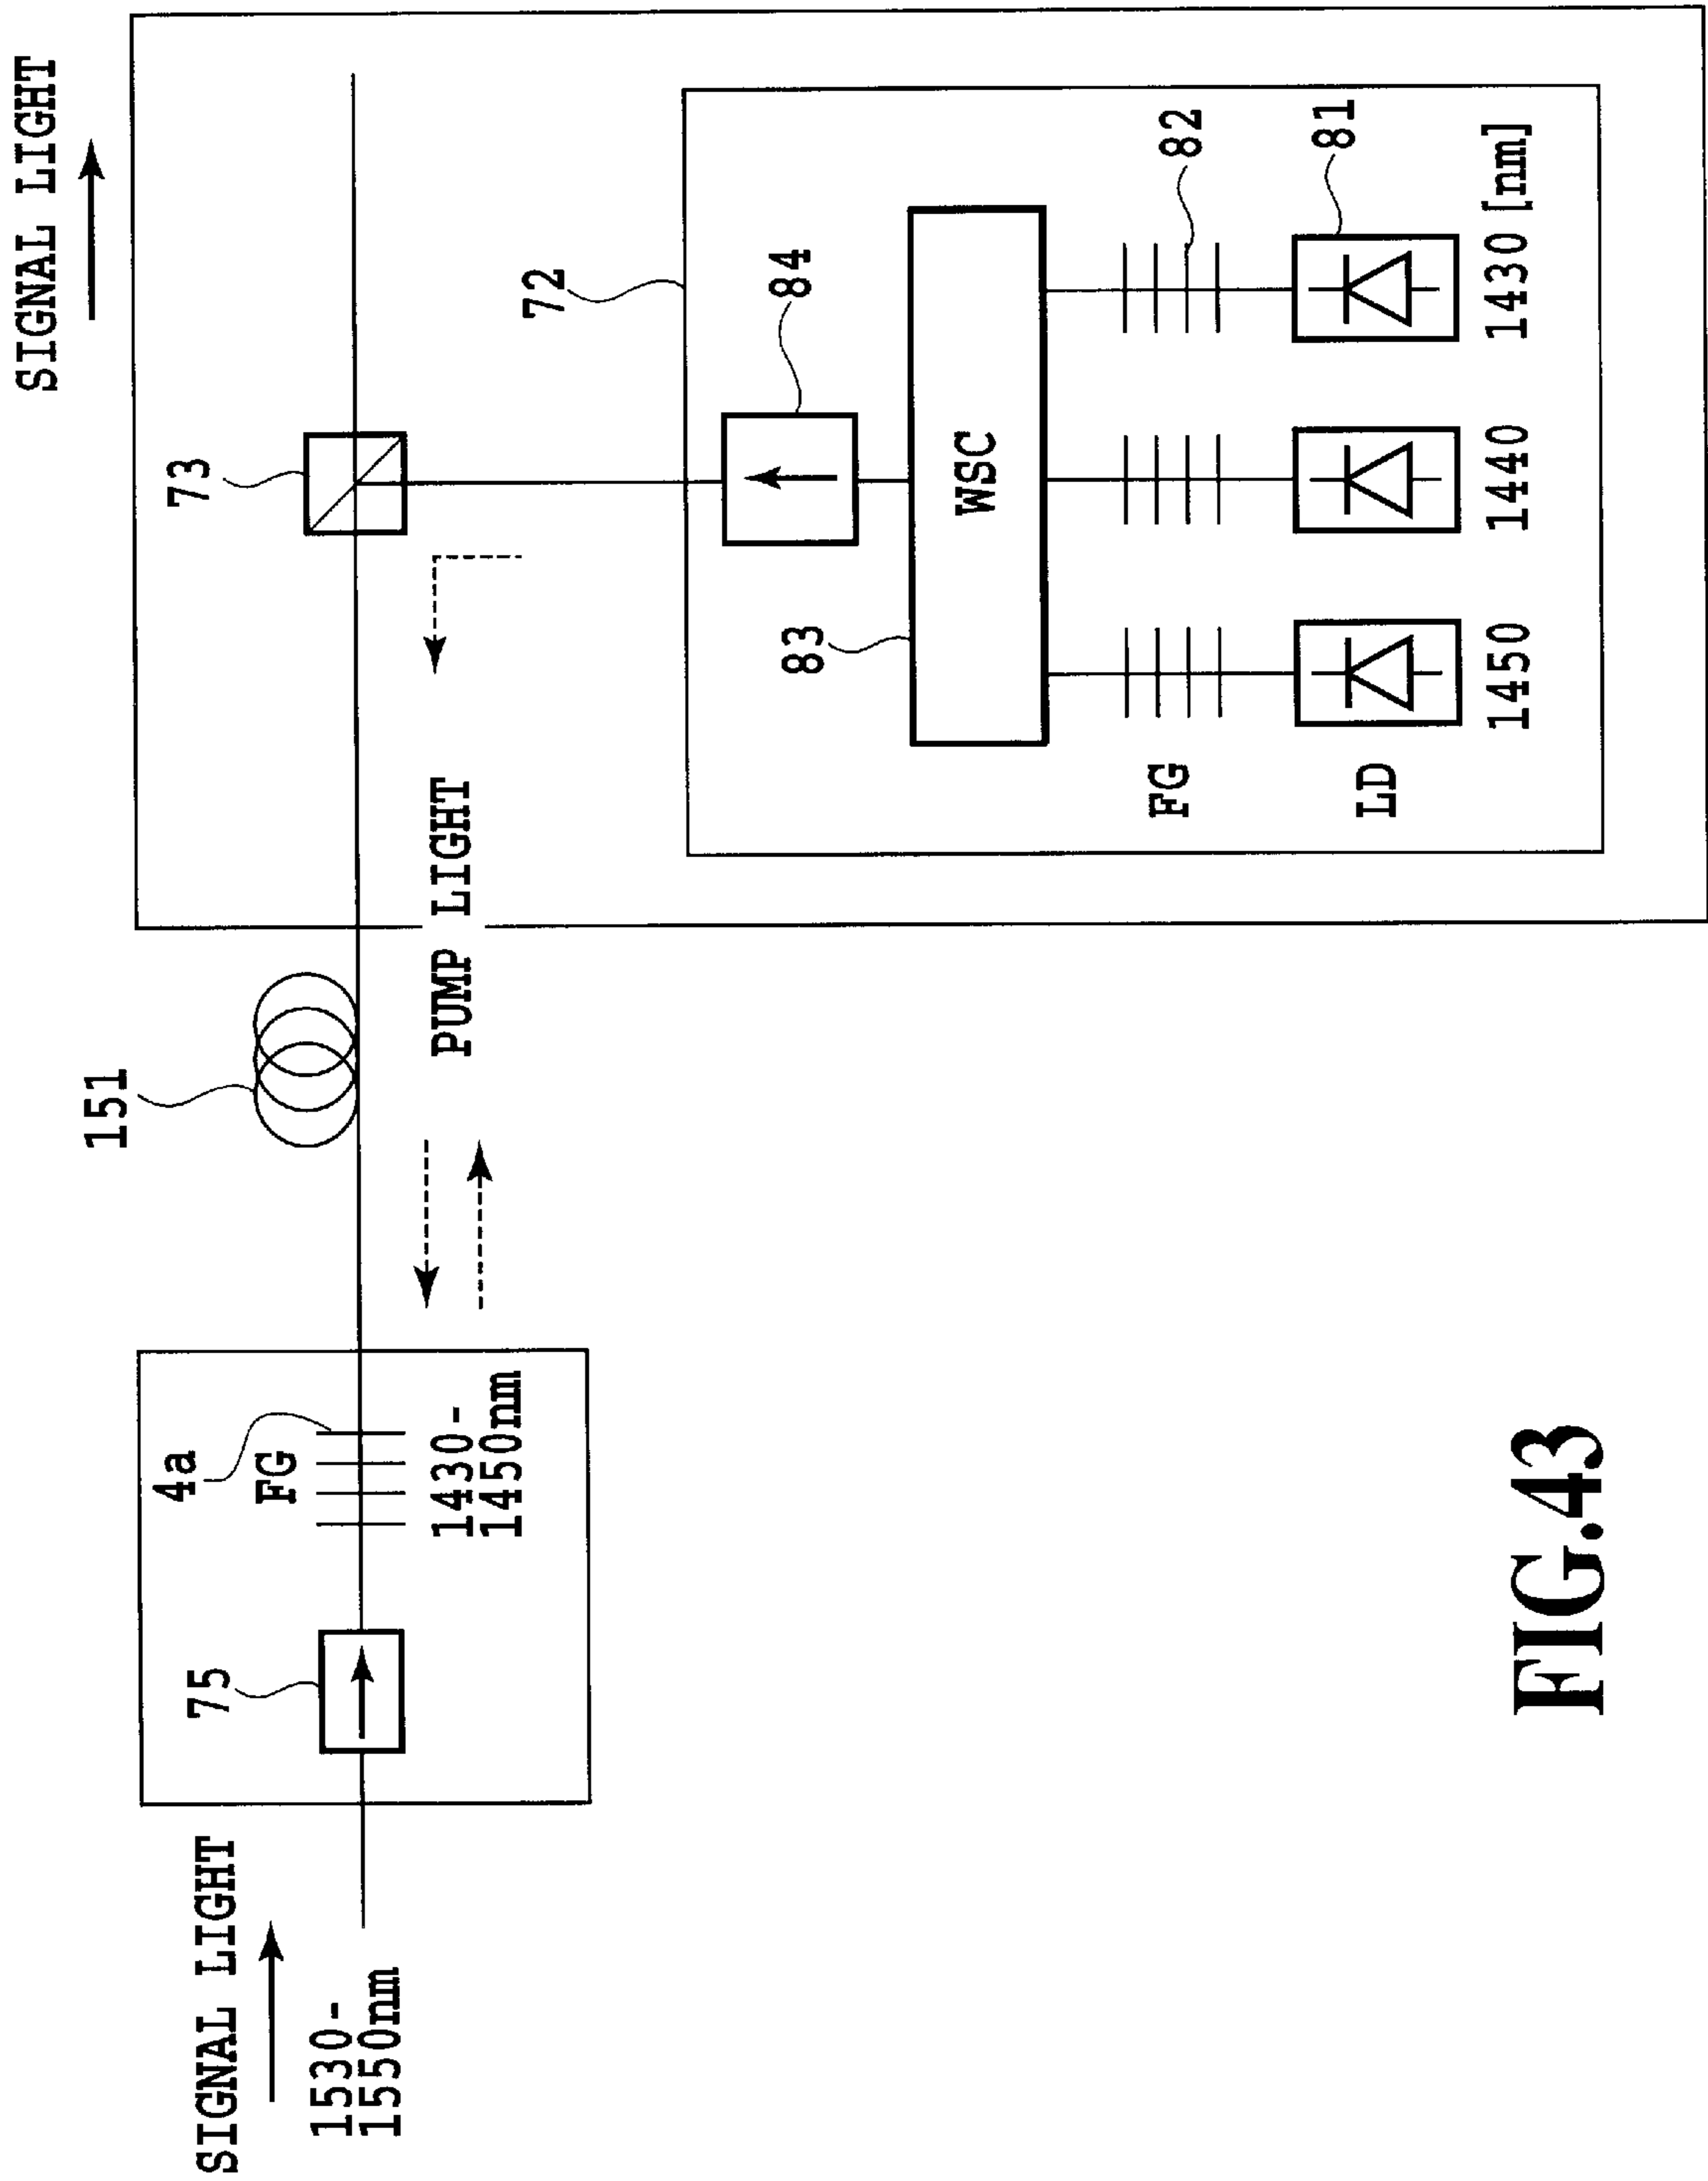 SIGNAL LIGHT
1530-
1550nm
75
4a
FG
1430-
1450nm
151
PUMP LIGHT
SIGNAL LIGHT
73
72
84
83
WSC
82
FG
81
LD
1450
1440
1430 [nm]
FIG.43